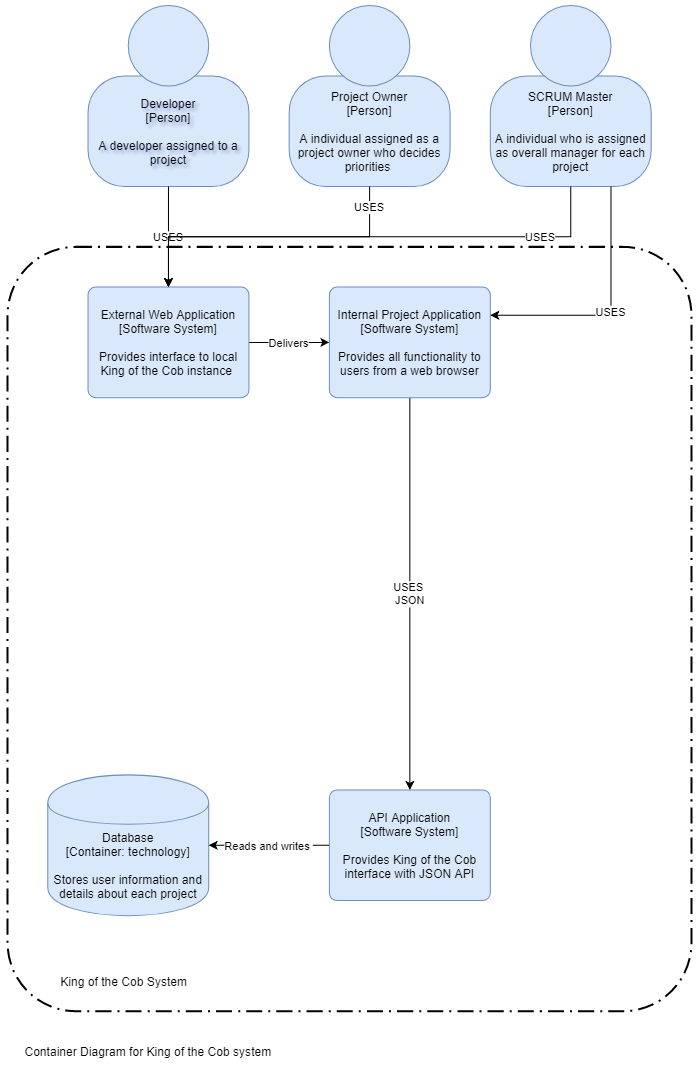 Developer
[Person]
A developer assigned to a
project
Project Owner
[Person]
A individual assigned as a
project owner who decides
priorities
SCRUM Master
[Person]
A individual who is assigned
as overall manager for each
project
USES
USES
USES
USES
External Web Application
[Software System]
Provides interface to local
King of the Cob instance
Delivers
Internal Project Application
[Software System]
Provides all functionality to
users from a web browser
USES
JSON
Database
[Container: technology]
Stores user information and
details about each project
Reads and writes
API Application
[Software System]
Provides King of the Cob
interface with JSON API
King of the Cob System
Container Diagram for King of the Cob system